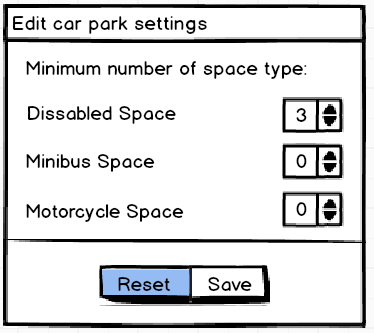 Edit car park settings
Minimum number of space type:
Dissabled Space 3
Minibus Space 0
Motorcycle Space 0
Reset Save